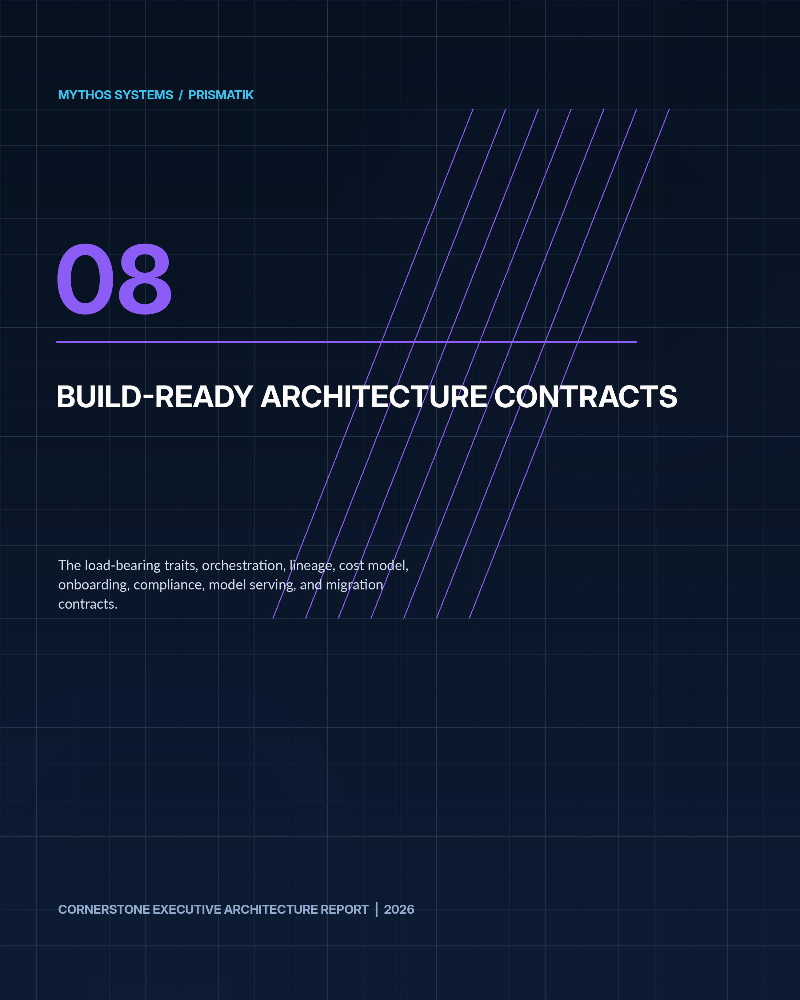 MYTHOS SYSTEMS / PRISMATIK
08
BUILD-READY ARCHITECTURE CONTRACTS
The load-bearing traits, orchestration, lineage, cost model,
onboarding, compliance, model serving, and migration
contracts.
CORNERSTONE EXECUTIVE ARCHITECTURE REPORT | 2026